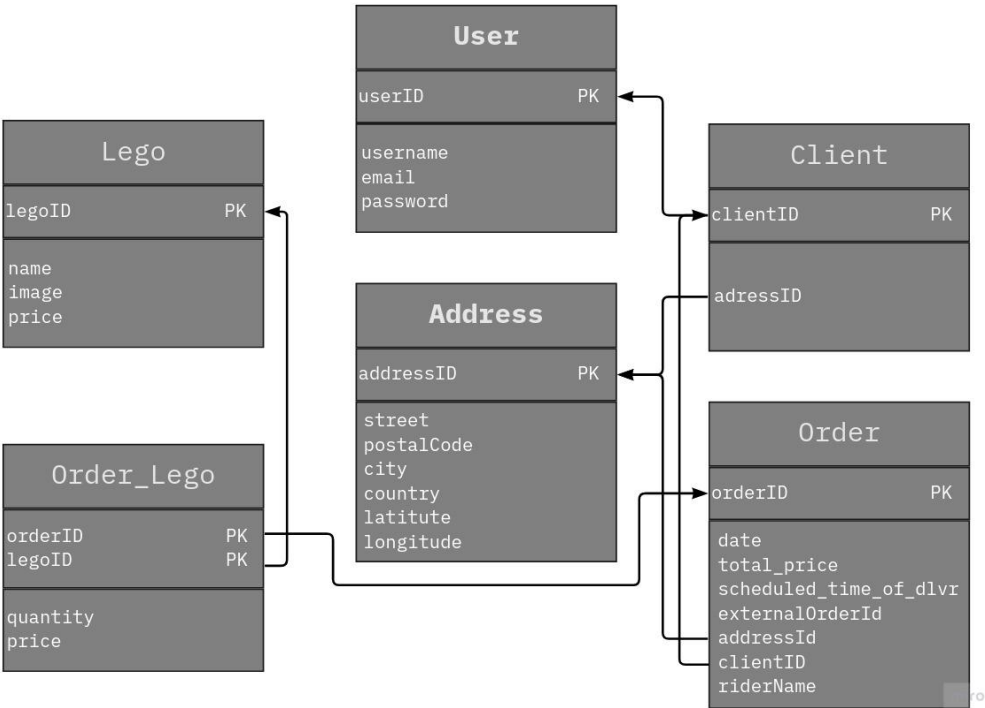 User
userID PK
username
email
password
Lego
legoID PK
name
image
price
Client
clientID PK
adressID
Address
addressID PK
street
postalCode
city
country
latitute
longitude
Order_Lego
orderID PK
legoID PK
quantity
price
Order
orderID PK
date
total_price
scheduled_time_of_dlvr
externalOrderId
addressId
clientID
riderName